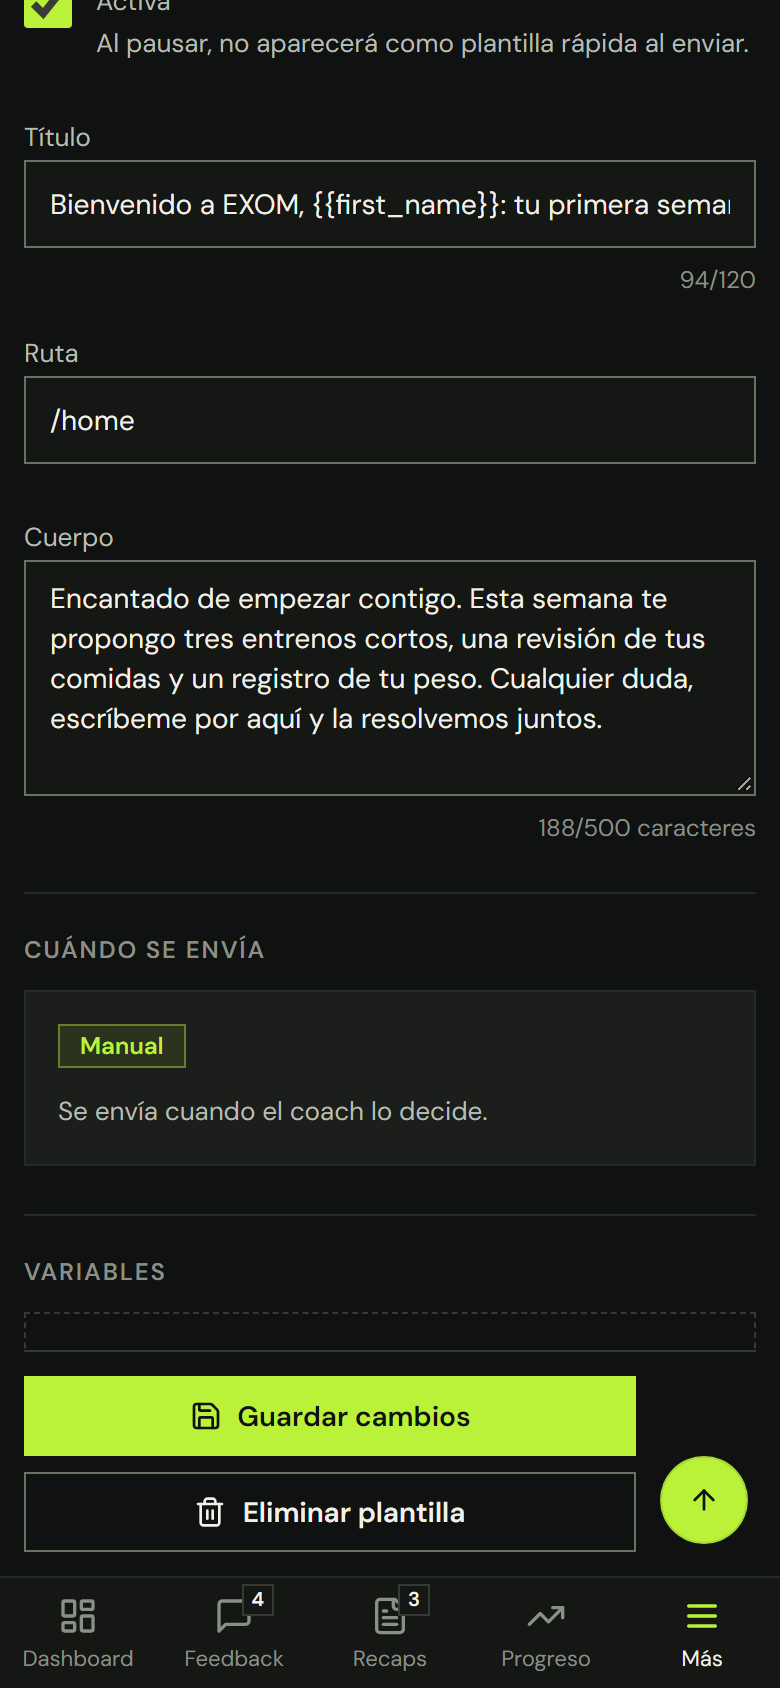 Activa
Al pausar, no aparecerá como plantilla rápida al enviar.
Título
Bienvenido a EXOM, {{first_name}}: tu primera
94/120
Ruta
/home
Cuerpo
Encantado de empezar contigo. Esta semana te
propongo tres entrenos cortos, una revisión de tus
comidas y un registro de tu peso. Cualquier duda,
escríbeme por aquí y la resolvemos juntos.
188/500 caracteres
CUÁNDO SE ENVÍA
Manual
Se envía cuando el coach lo decide.
VARIABLES
Guardar cambios
Eliminar plantilla
4
3
Dashboard
Feedback
Recaps
Progreso
Más